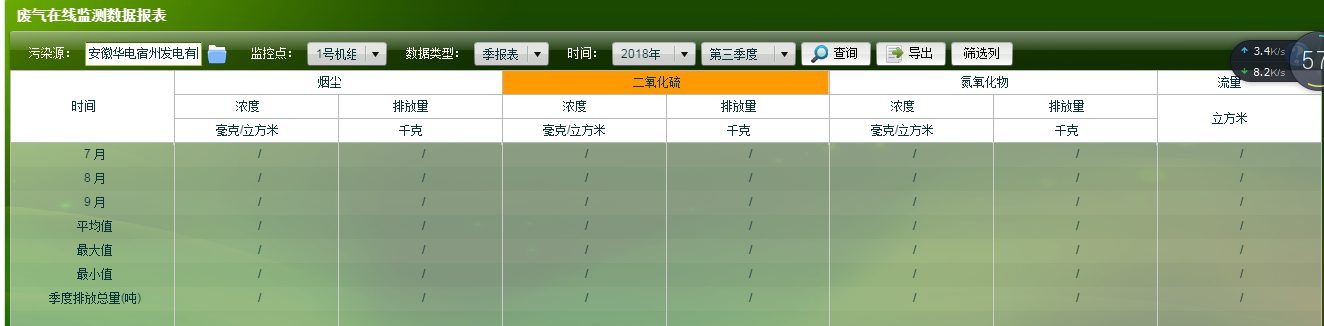 废气在线监测数据报表
污染源： 安徽华电宿州发电有 监控点： 1号机组 数据类型： 季报表 时间： 2018年 第三季度 查询 导出 筛选列
3.4K/s
8.2K/s
57
时间 烟尘 二氧化硫 氮氧化物 流量
浓度 排放量 浓度 排放量 浓度 排放量 立方米
毫克/立方米 千克 毫克/立方米 千克 毫克/立方米 千克
7 月 / / / / / / /
8 月 / / / / / / /
9 月 / / / / / / /
平均值 / / / / / / /
最大值 / / / / / / /
最小值 / / / / / / /
季度排放总量(吨) / / / / / / /